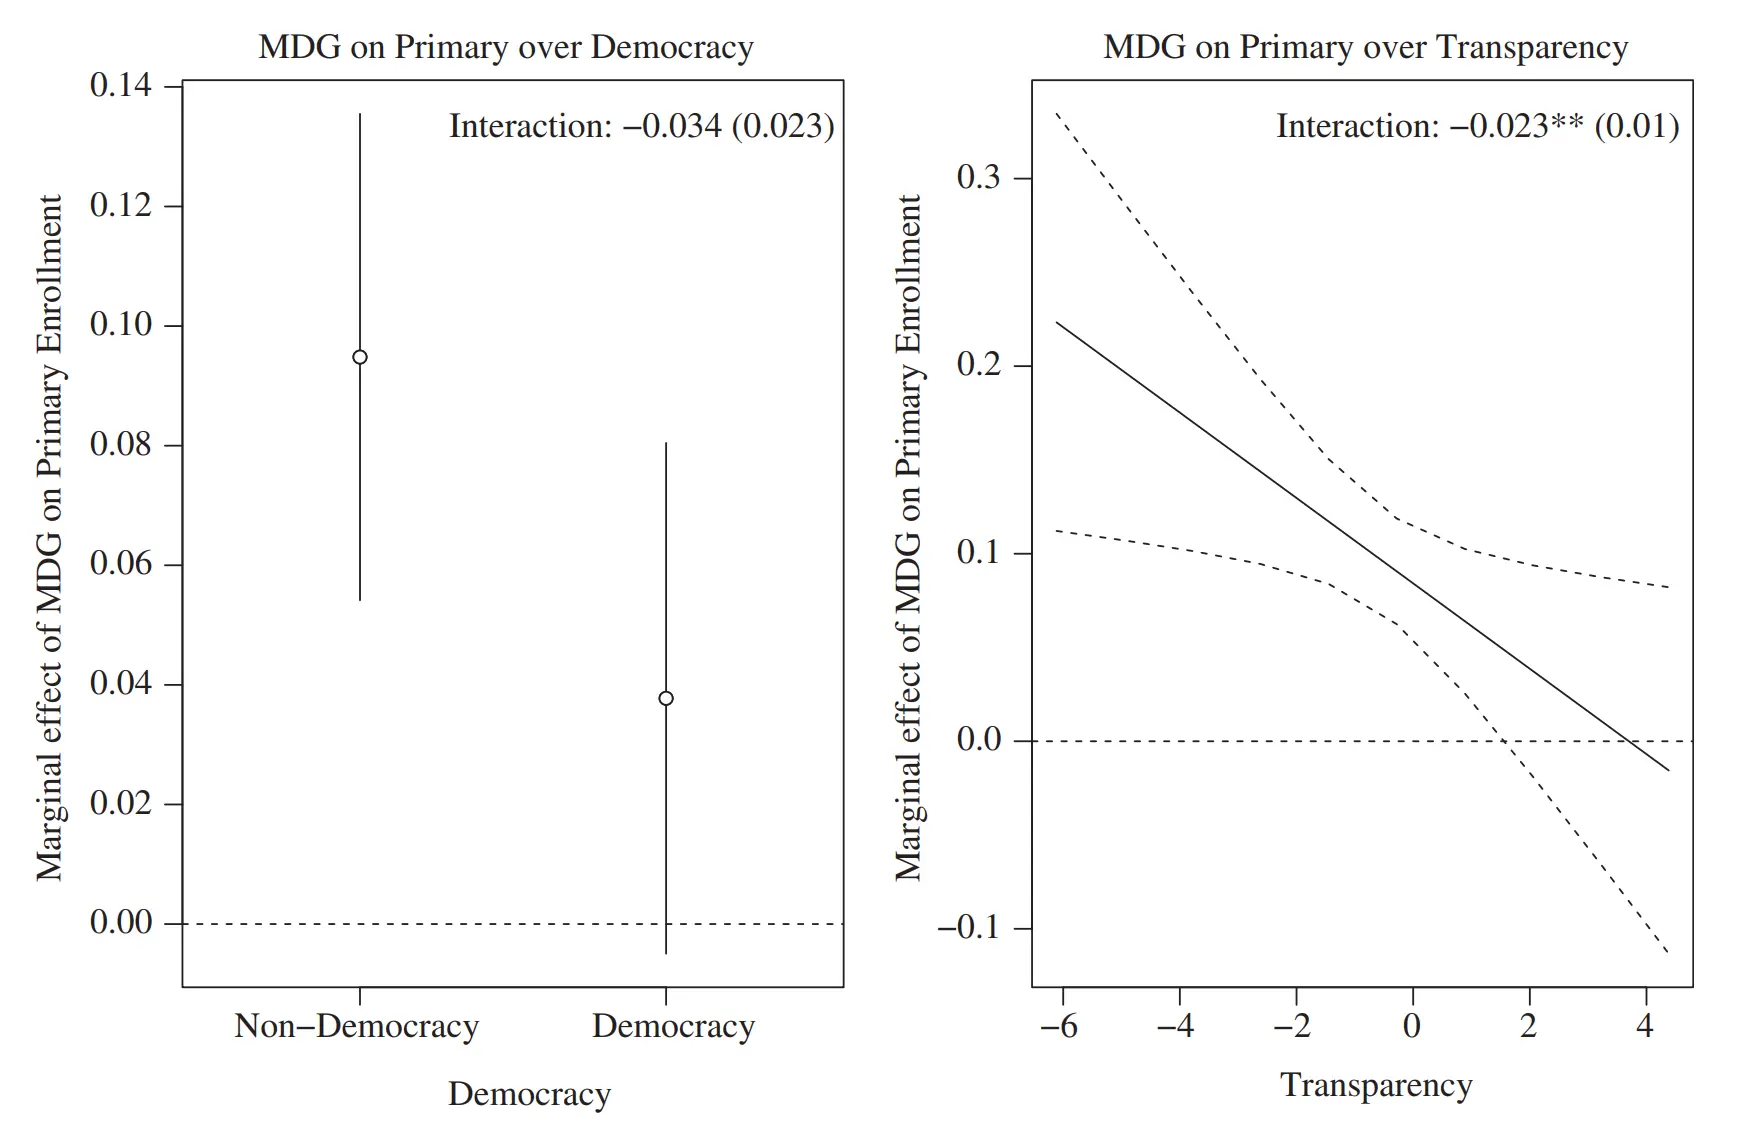 MDG on Primary over Democracy
Interaction: −0.034 (0.023)
Marginal effect of MDG on Primary Enrollment
0.14
0.12
0.10
0.08
0.06
0.04
0.02
0.00
Non−Democracy Democracy
Democracy
MDG on Primary over Transparency
Interaction: −0.023** (0.01)
Marginal effect of MDG on Primary Enrollment
0.3
0.2
0.1
0.0
−0.1
−6 −4 −2 0 2 4
Transparency